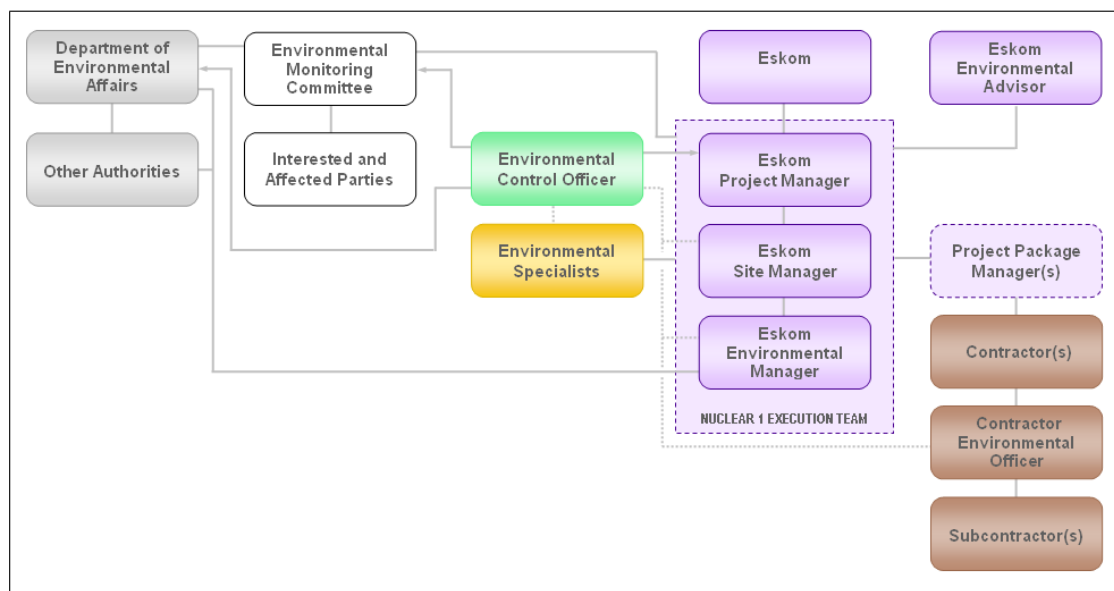 Department of
Environmental
Affairs
Environmental
Monitoring
Committee
Eskom
Eskom
Environmental
Advisor
Other Authorities
Interested and
Affected Parties
Environmental
Control Officer
Eskom
Project Manager
Environmental
Specialists
Eskom
Site Manager
Project Package
Manager(s)
Eskom
Environmental
Manager
Contractor(s)
NUCLEAR 1 EXECUTION TEAM
Contractor
Environmental
Officer
Subcontractor(s)